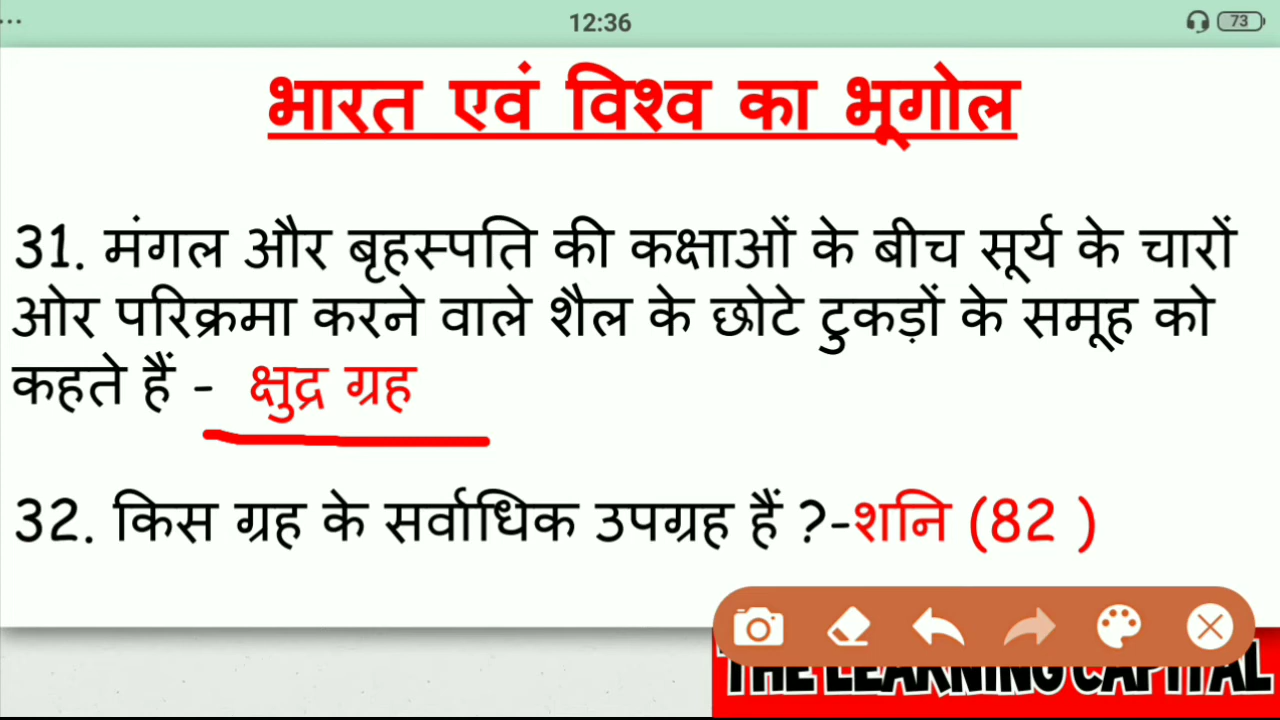 ...
12:36
73
भारत एवं विश्व का भूगोल
31. मंगल और बृहस्पति की कक्षाओं के बीच सूर्य के चारों
ओर परिक्रमा करने वाले शैल के छोटे टुकड़ों के समूह को
कहते हैं - क्षुद्र ग्रह
32. किस ग्रह के सर्वाधिक उपग्रह हैं ?-शनि (82 )
THE LEARNING CAPITAL